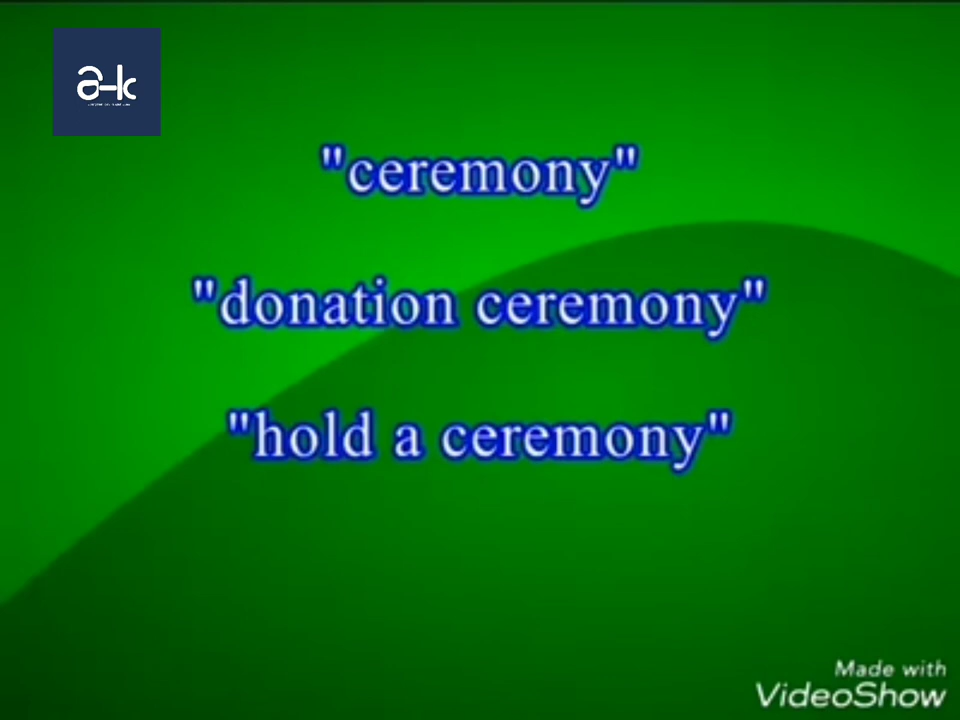 a-k
"ceremony"
"donation ceremony"
"hold a ceremony"
Made with
VideoShow